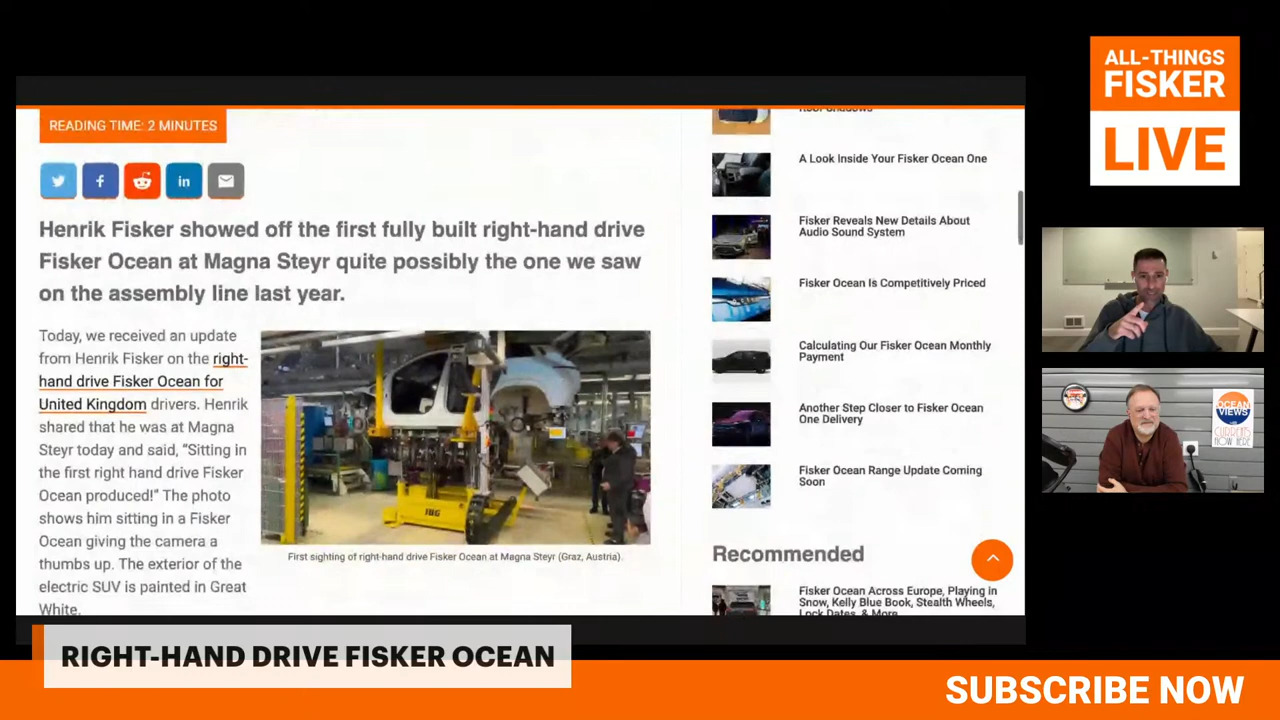 ALL-THINGS
FISKER
LIVE
READING TIME: 2 MINUTES
Henrik Fisker showed off the first fully built right-hand drive
Fisker Ocean at Magna Steyr quite possibly the one we saw
on the assembly line last year.
Today, we received an update
from Henrik Fisker on the right-
hand drive Fisker Ocean for
United Kingdom drivers. Henrik
shared that he was at Magna
Steyr today and said, “Sitting in
the first right hand drive Fisker
Ocean produced!” The photo
shows him sitting in a Fisker
Ocean giving the camera a
thumbs up. The exterior of the
electric SUV is painted in Great
White.
First sighting of right-hand drive Fisker Ocean at Magna Steyr (Graz, Austria).
Roof Shadows
A Look Inside Your Fisker Ocean One
Fisker Reveals New Details About
Audio Sound System
Fisker Ocean Is Competitively Priced
Calculating Our Fisker Ocean Monthly
Payment
Another Step Closer to Fisker Ocean
One Delivery
Fisker Ocean Range Update Coming
Soon
Recommended
Fisker Ocean Across Europe, Playing in
Snow, Kelly Blue Book, Stealth Wheels,
Lock Dates, & More
OCEAN
VIEWS
CURRENTS
NOW HERE
RIGHT-HAND DRIVE FISKER OCEAN
SUBSCRIBE NOW